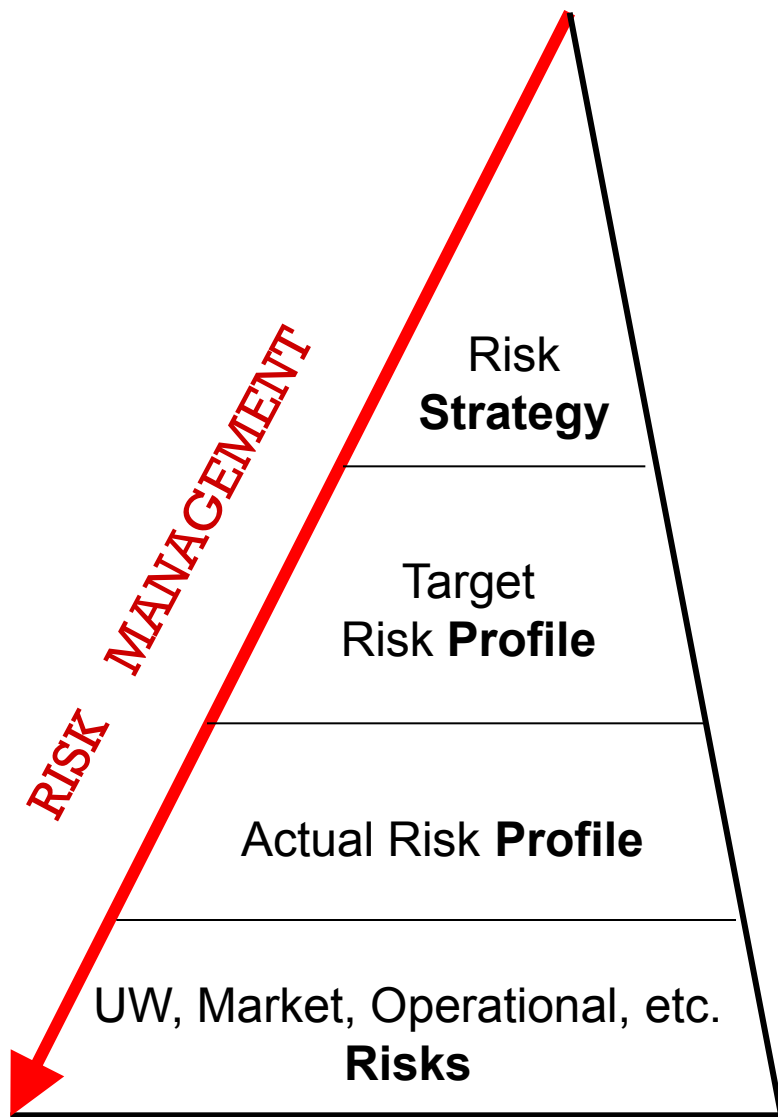 Risk
Strategy
RISK MANAGEMENT
Target
Risk Profile
Actual Risk Profile
UW, Market, Operational, etc.
Risks